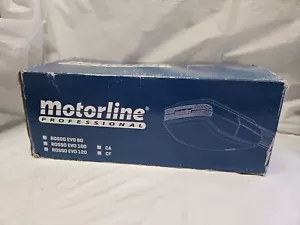 motorline®
PROFESSIONAL
ROSSO EVO 60
ROSSO EVO 100 CA
ROSSO EVO 120 CF